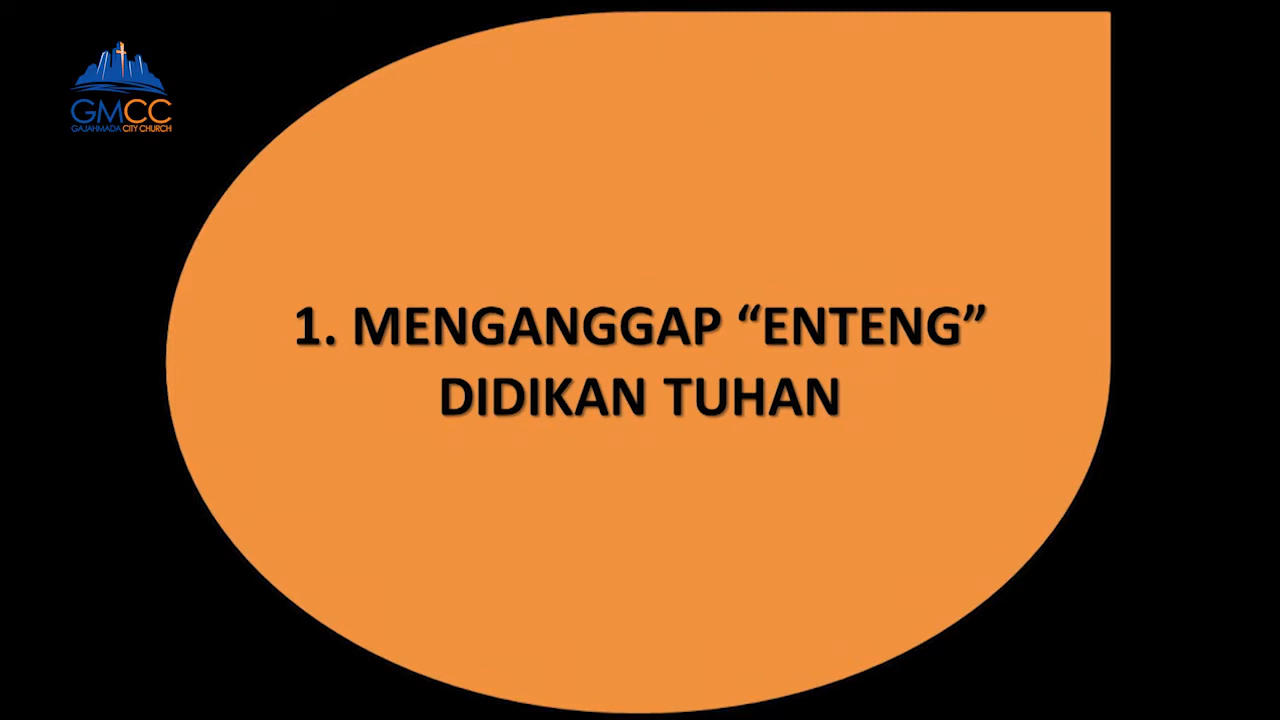 GMCC
GAJAHMADA CITY CHURCH
1. MENGANGGAP “ENTENG”
DIDIKAN TUHAN